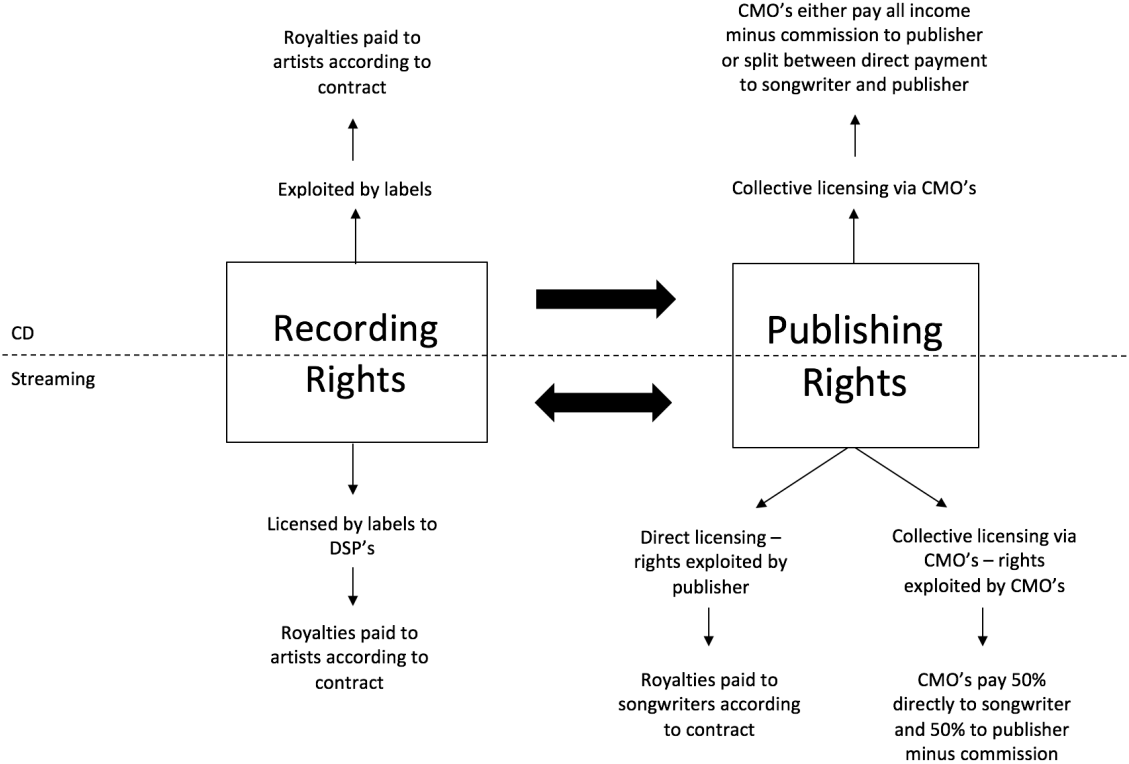 Royalties paid to
artists according to
contract
CMO's either pay all income
minus commission to publisher
or split between direct payment
to songwriter and publisher
Exploited by labels
Collective licensing via CMO's
Recording
Rights
Publishing
Rights
CD
Streaming
Licensed by labels to
DSP's
Royalties paid to
artists according to
contract
Direct licensing –
rights exploited by
publisher
Royalties paid to
songwriters according
to contract
Collective licensing via
CMO's – rights
exploited by CMO's
CMO's pay 50%
directly to songwriter
and 50% to publisher
minus commission